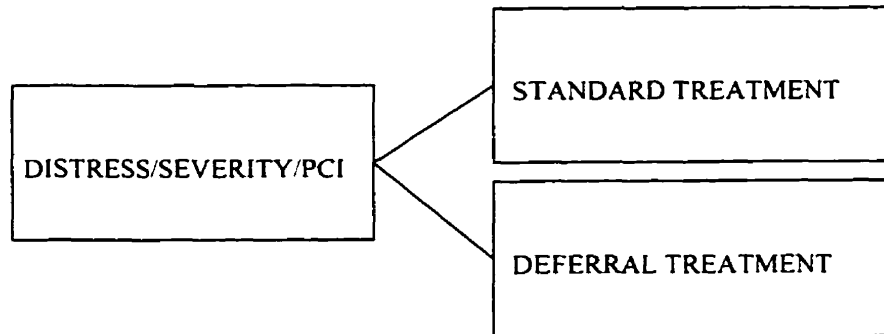 STANDARD TREATMENT
DISTRESS/SEVERITY/PCI
DEFERRAL TREATMENT